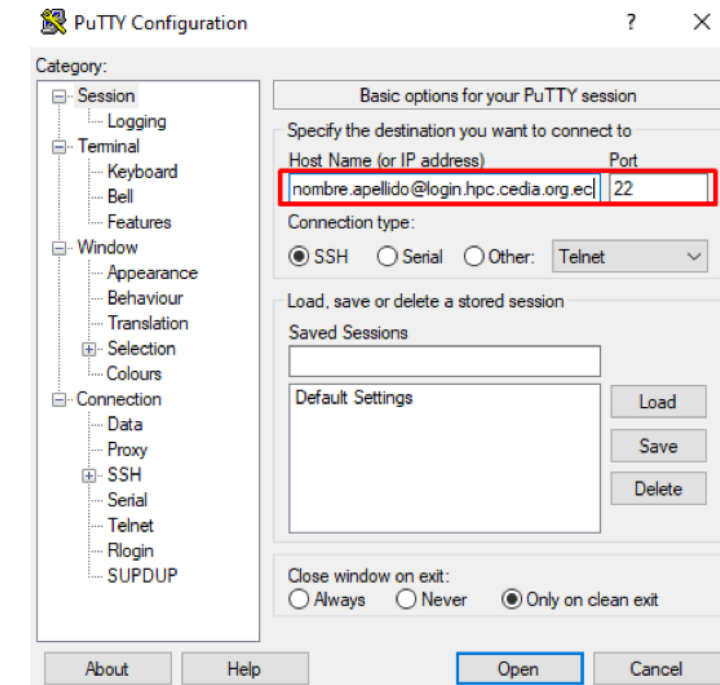 PuTTY Configuration
?
Category:
Session
Logging
Terminal
Keyboard
Bell
Features
Window
Appearance
Behaviour
Translation
Selection
Colours
Connection
Data
Proxy
SSH
Serial
Telnet
Rlogin
SUPDUP
Basic options for your PuTTY session
Specify the destination you want to connect to
Host Name (or IP address) Port
nombre.apellido@login.hpc.cedia.org.ec 22
Connection type:
SSH Serial Other: Telnet
Load, save or delete a stored session
Saved Sessions
Default Settings
Load
Save
Delete
Close window on exit:
Always Never Only on clean exit
About Help Open Cancel